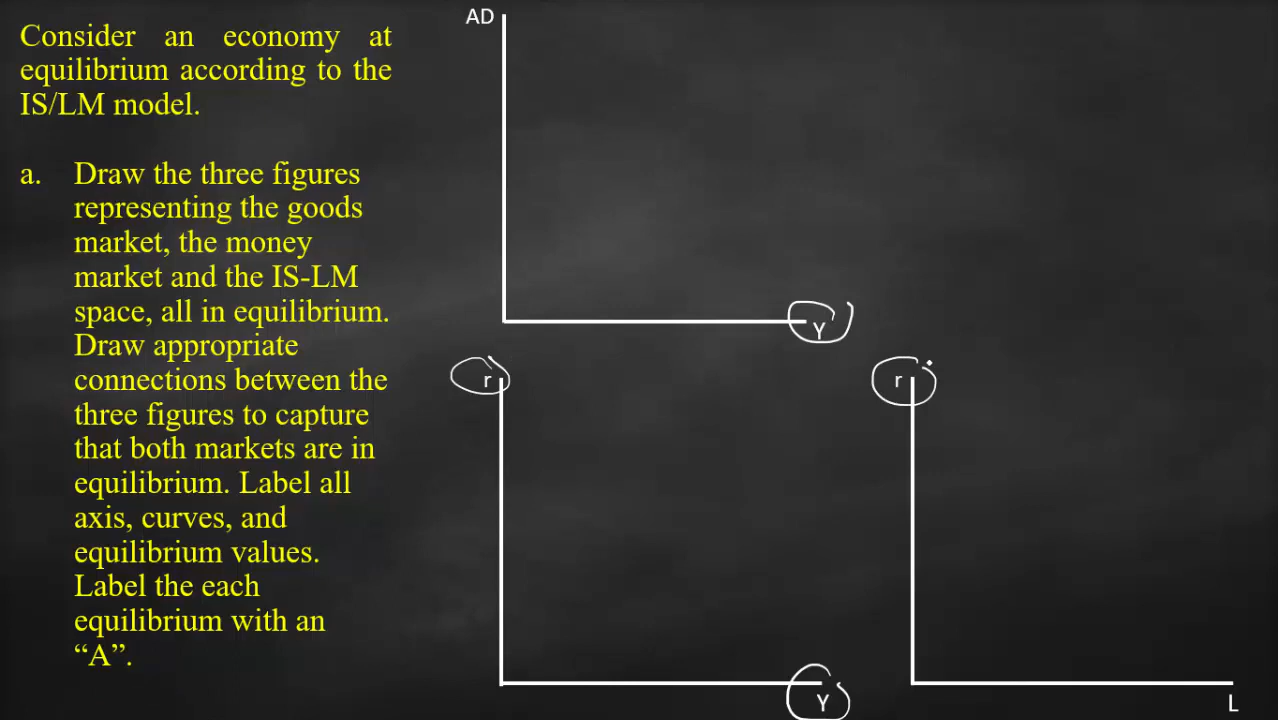 Consider an economy at
equilibrium according to the
IS/LM model.
a. Draw the three figures
representing the goods
market, the money
market and the IS-LM
space, all in equilibrium.
Draw appropriate
connections between the
three figures to capture
that both markets are in
equilibrium. Label all
axis, curves, and
equilibrium values.
Label the each
equilibrium with an
“A”.
AD
Y
r
Y
r
L